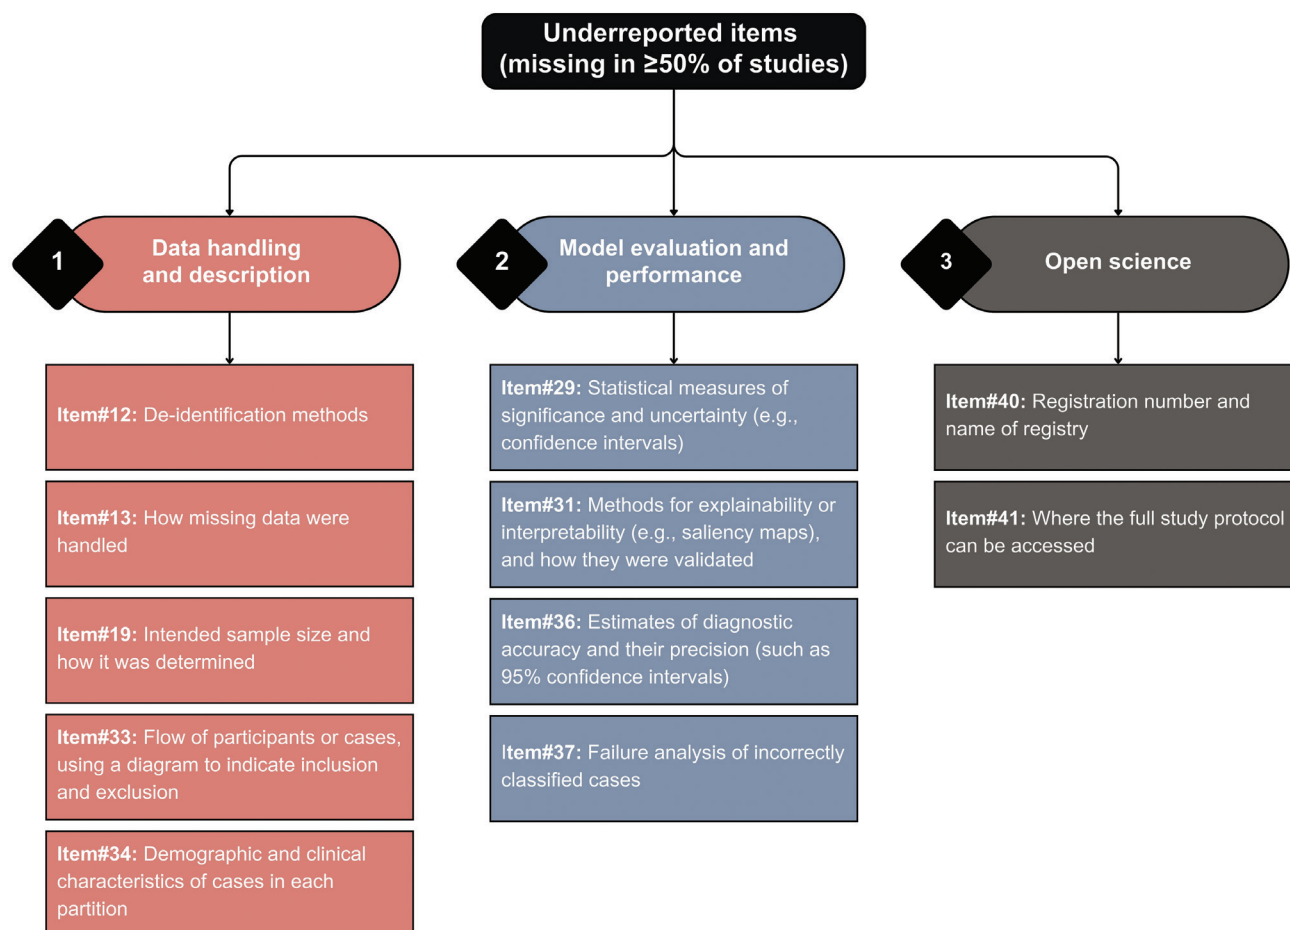 Underreported items
(missing in ≥50% of studies)
1
Data handling
and description
Item#12: De-identification methods
Item#13: How missing data were
handled
Item#19: Intended sample size and
how it was determined
Item#33: Flow of participants or cases,
using a diagram to indicate inclusion
and exclusion
Item#34: Demographic and clinical
characteristics of cases in each
partition
2
Model evaluation and
performance
Item#29: Statistical measures of
significance and uncertainty (e.g.,
confidence intervals)
Item#31: Methods for explainability or
interpretability (e.g., saliency maps),
and how they were validated
Item#36: Estimates of diagnostic
accuracy and their precision (such as
95% confidence intervals)
Item#37: Failure analysis of incorrectly
classified cases
3
Open science
Item#40: Registration number and
name of registry
Item#41: Where the full study protocol
can be accessed